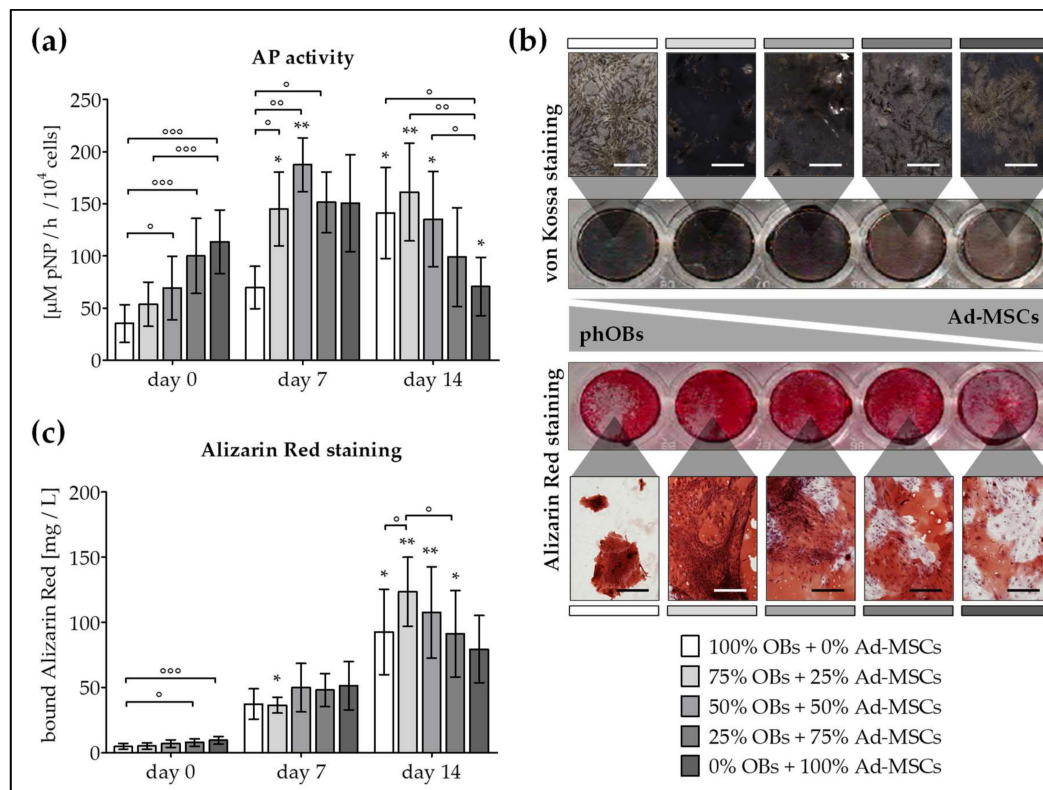 (a)
AP activity
[µM pNP / h / 10⁴ cells]
250
200
150
100
50
0
°°°
°°°
°°°
°
°
°°
°
*
**
°
°°
°
*
**
*
*
day 0
day 7
day 14
(c)
Alizarin Red staining
bound Alizarin Red [mg / L]
200
150
100
50
0
°°°
°
*
°
°
*
**
**
*
day 0
day 7
day 14
(b)
von Kossa staining
phOBs
Ad-MSCs
Alizarin Red staining
100% OBs + 0% Ad-MSCs
75% OBs + 25% Ad-MSCs
50% OBs + 50% Ad-MSCs
25% OBs + 75% Ad-MSCs
0% OBs + 100% Ad-MSCs